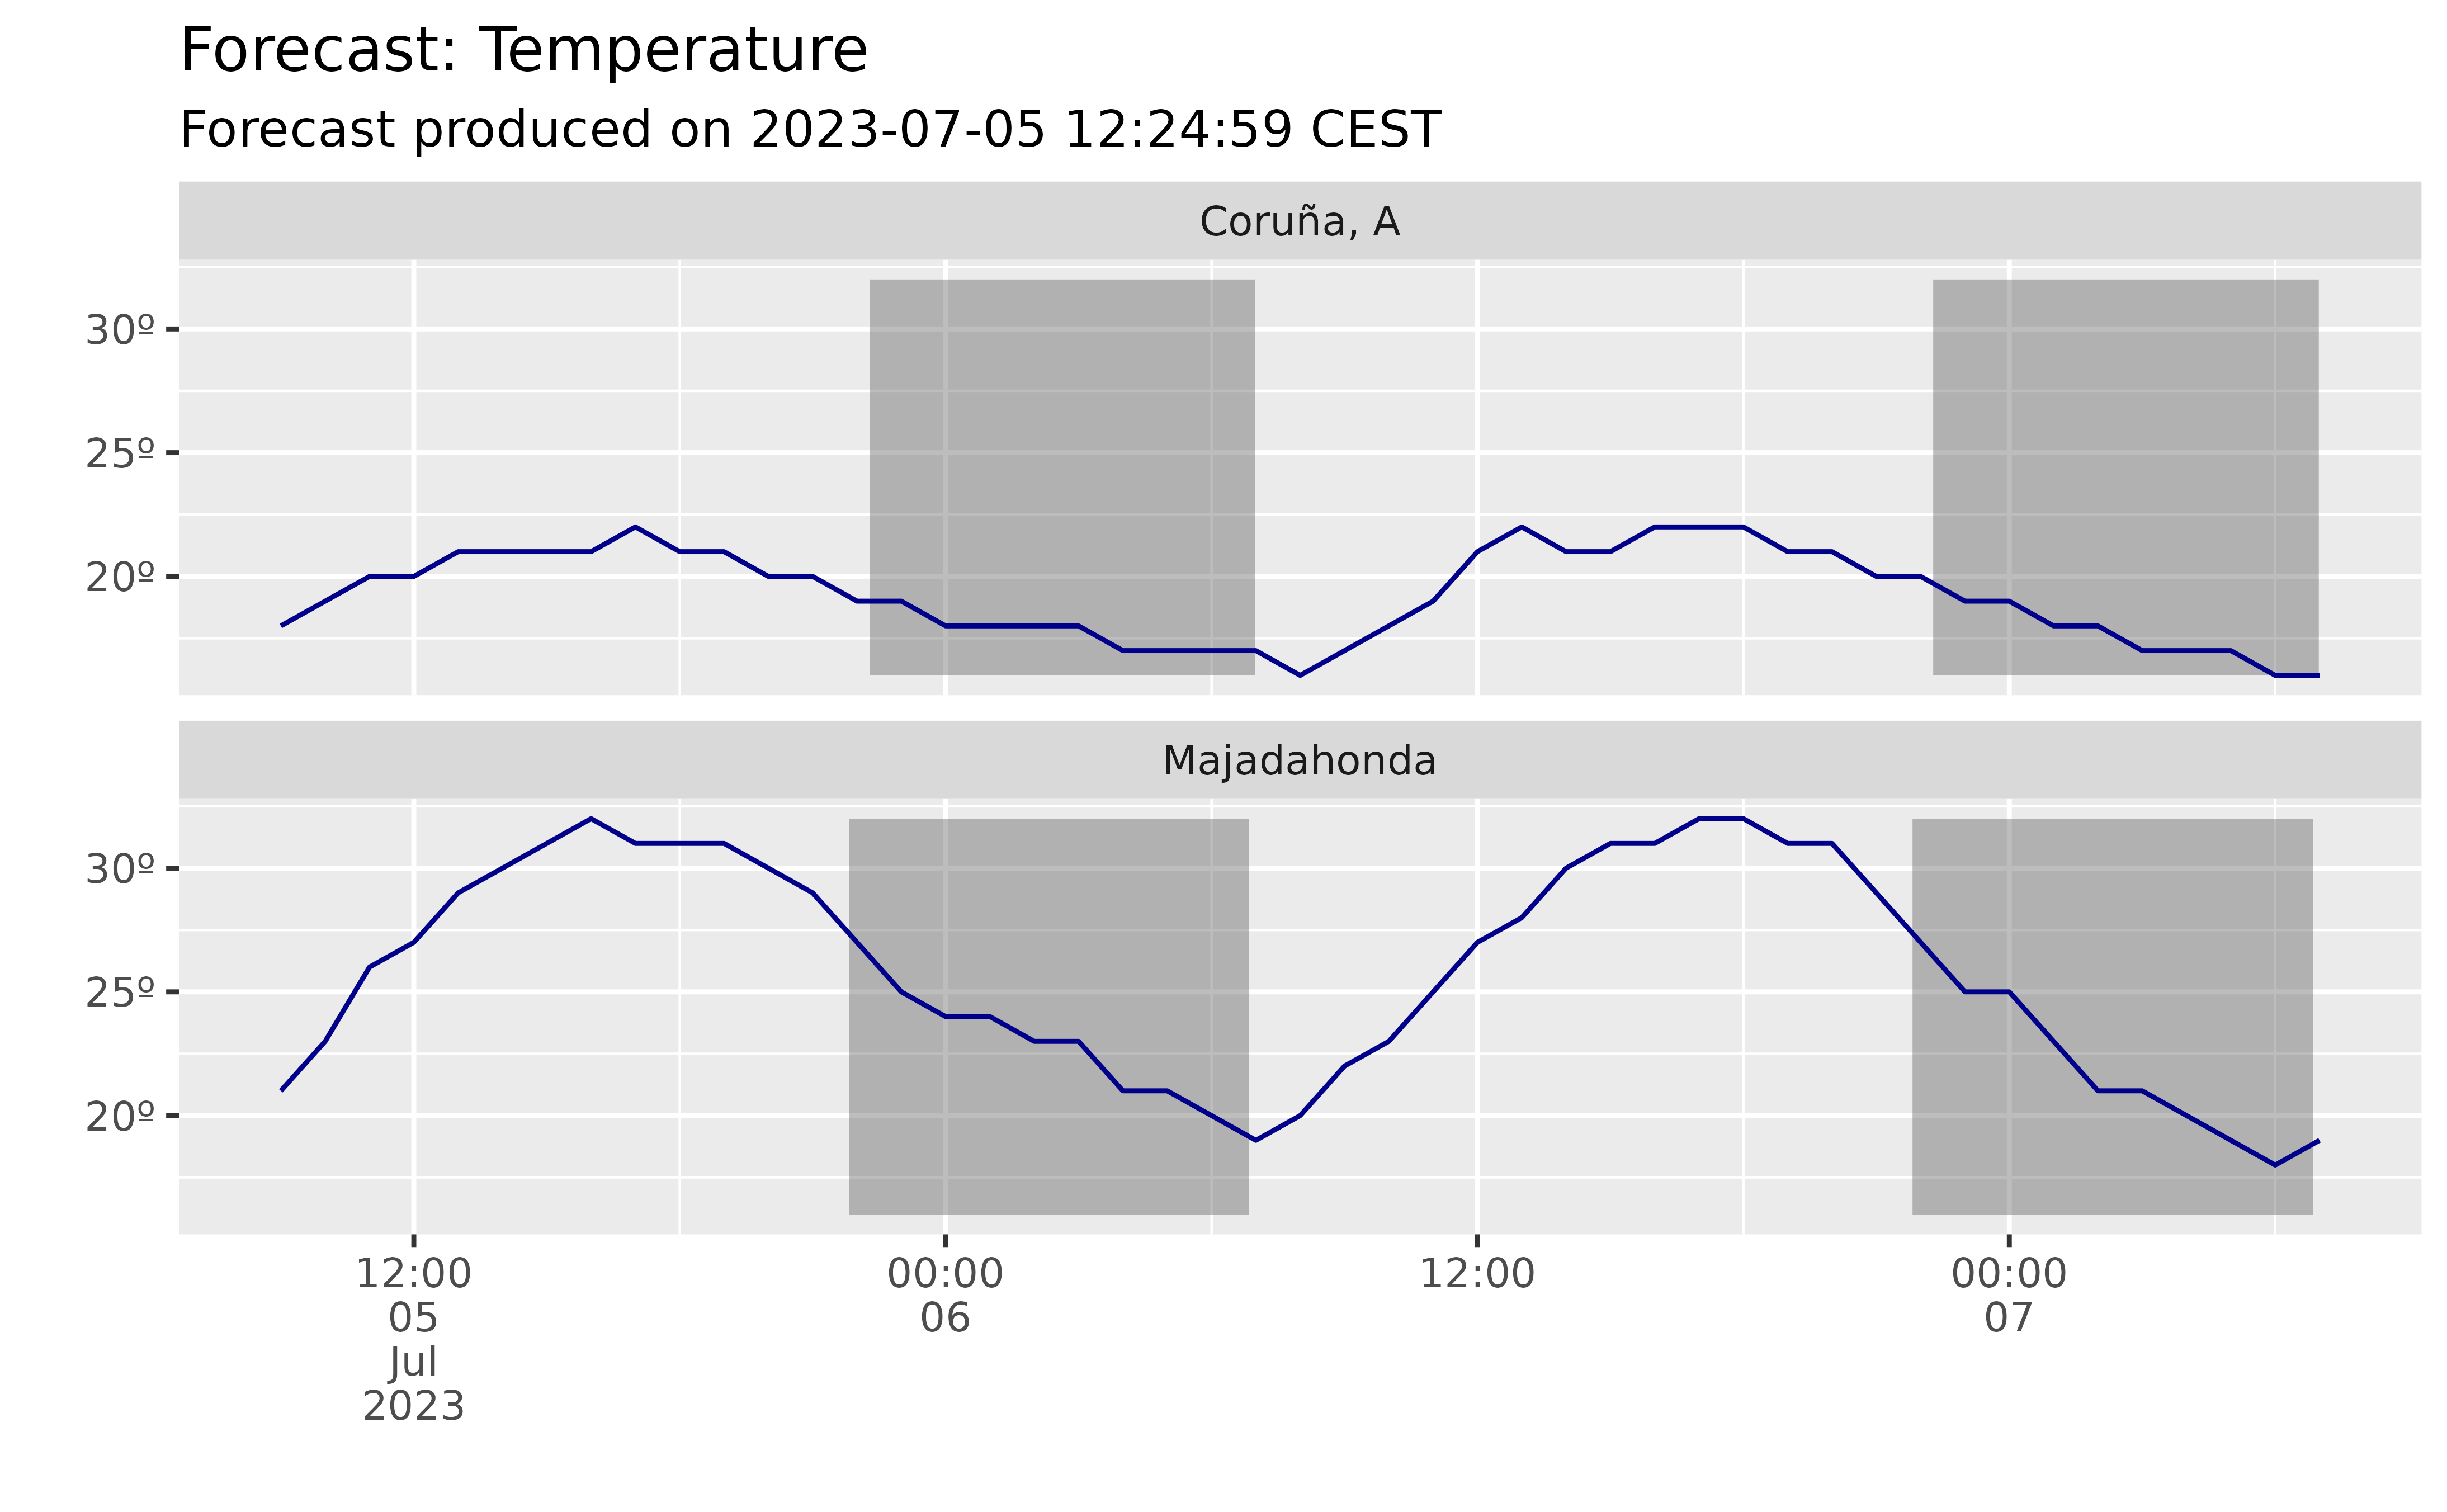 Forecast: Temperature
Forecast produced on 2023-07-05 12:24:59 CEST
Coruña, A
30º
25º
20º
Majadahonda
30º
25º
20º
12:00 00:00 12:00 00:00
05 06 07
Jul
2023